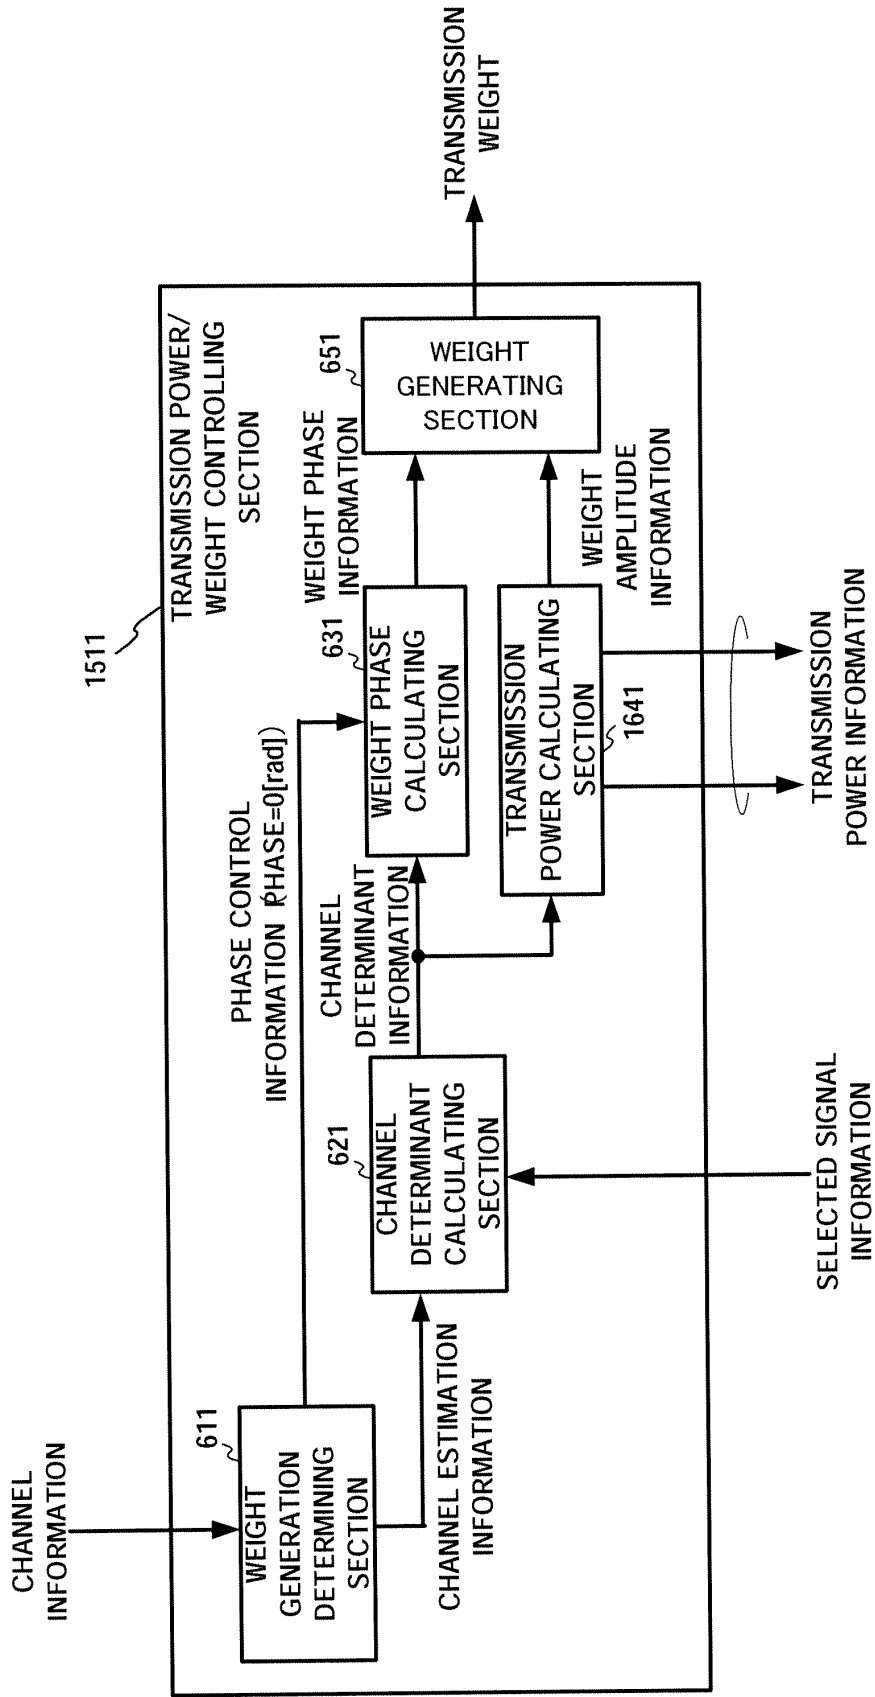 1511
TRANSMISSION POWER/
WEIGHT CONTROLLING
SECTION
CHANNEL
INFORMATION
611
WEIGHT
GENERATION
DETERMINING
SECTION
PHASE CONTROL
INFORMATION (PHASE=0[rad])
CHANNEL ESTIMATION
INFORMATION
621
CHANNEL
DETERMINANT
CALCULATING
SECTION
SELECTED SIGNAL
INFORMATION
CHANNEL
DETERMINANT
INFORMATION
631
WEIGHT PHASE
CALCULATING
SECTION
WEIGHT PHASE
INFORMATION
TRANSMISSION
POWER CALCULATING
SECTION
1641
TRANSMISSION
POWER INFORMATION
WEIGHT
AMPLITUDE
INFORMATION
651
WEIGHT
GENERATING
SECTION
TRANSMISSION
WEIGHT